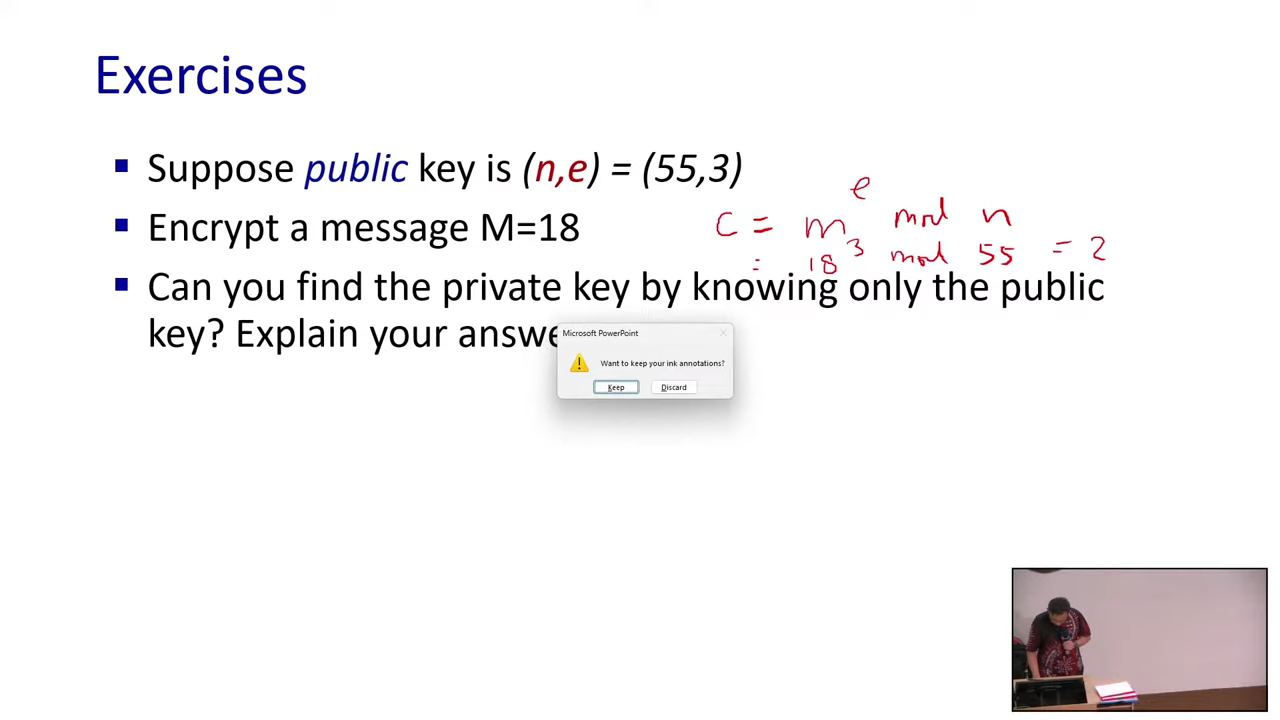 Exercises
▪ Suppose public key is (n,e) = (55,3)
▪ Encrypt a message M=18
C = m^e mod n
= 18^3 mod 55 = 2
▪ Can you find the private key by knowing only the public
key? Explain your answe
Microsoft PowerPoint
Want to keep your ink annotations?
Keep
Discard